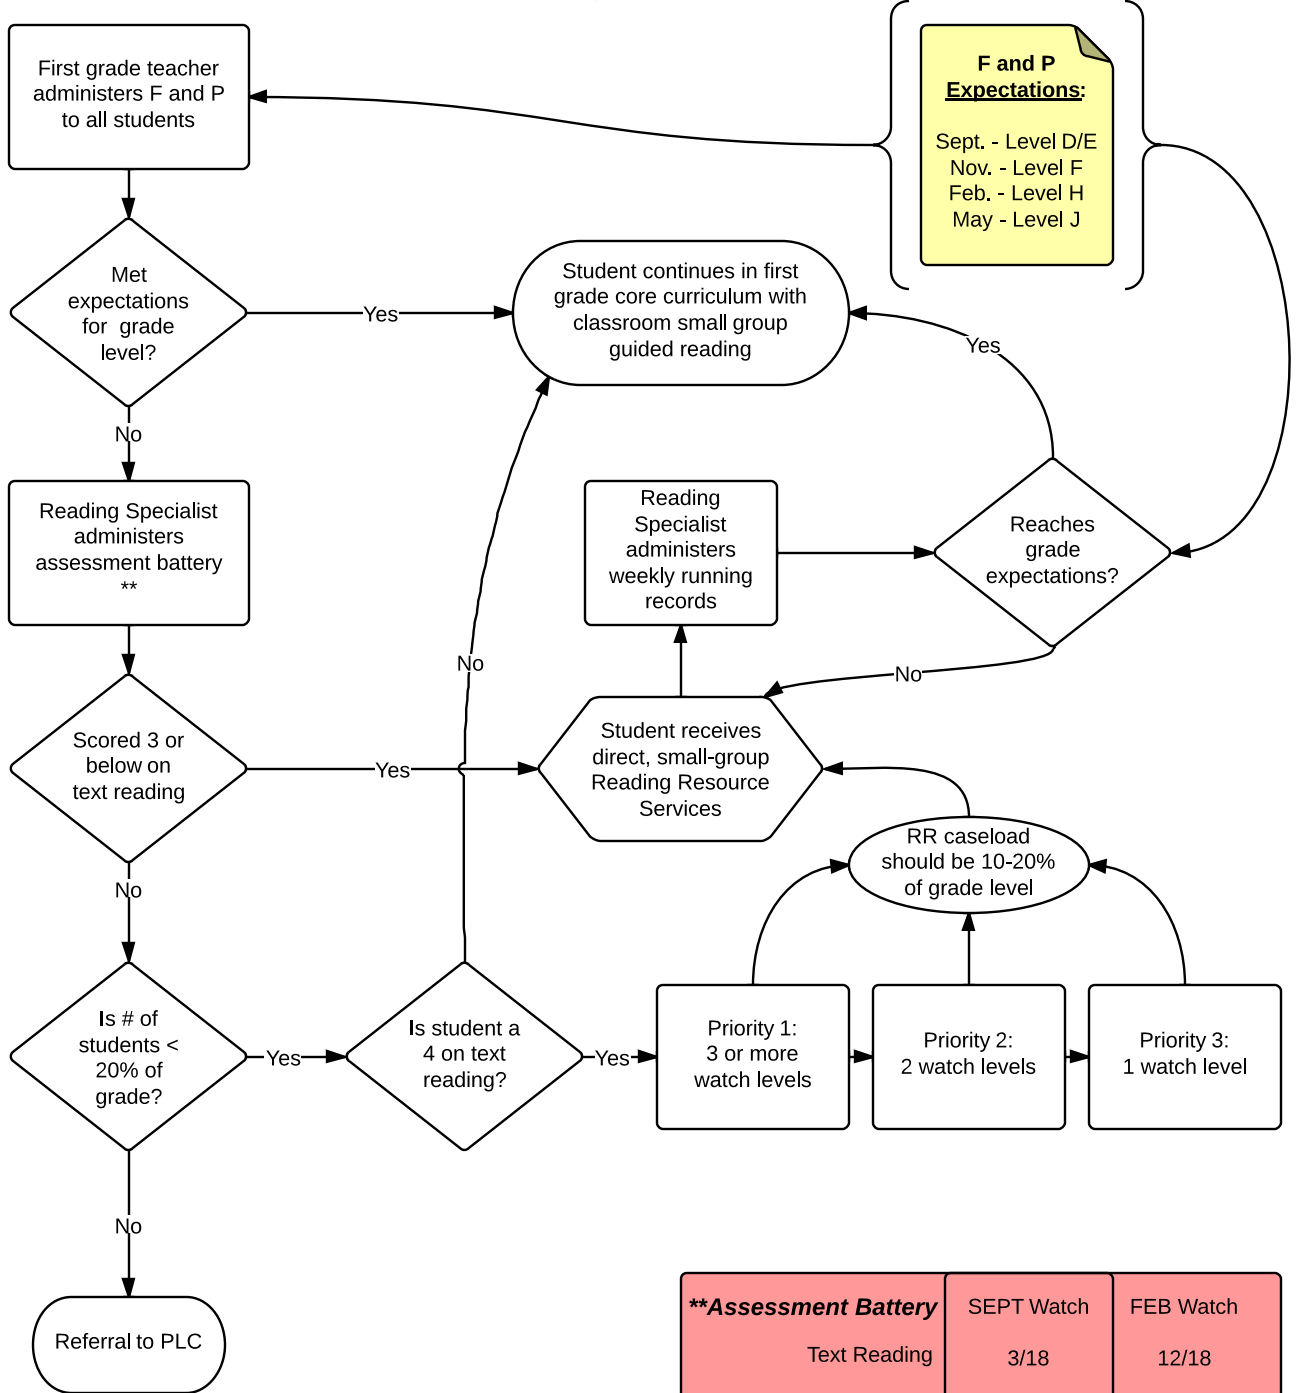 First grade teacher
administers F and P
to all students
F and P
Expectations:
Sept. - Level D/E
Nov. - Level F
Feb. - Level H
May - Level J
Met
expectations
for grade
level?
Yes
Student continues in first
grade core curriculum with
classroom small group
guided reading
Yes
No
Reading Specialist
administers
assessment battery
**
Reading
Specialist
administers
weekly running
records
Reaches
grade
expectations?
No
No
Scored 3 or
below on
text reading
Yes
Student receives
direct, small-group
Reading Resource
Services
RR caseload
should be 10-20%
of grade level
No
Is # of
students <
20% of
grade?
Yes
Is student a
4 on text
reading?
Yes
Priority 1:
3 or more
watch levels
Priority 2:
2 watch levels
Priority 3:
1 watch level
No
Referral to PLC
**Assessment Battery
SEPT Watch
FEB Watch
Text Reading
3/18
12/18